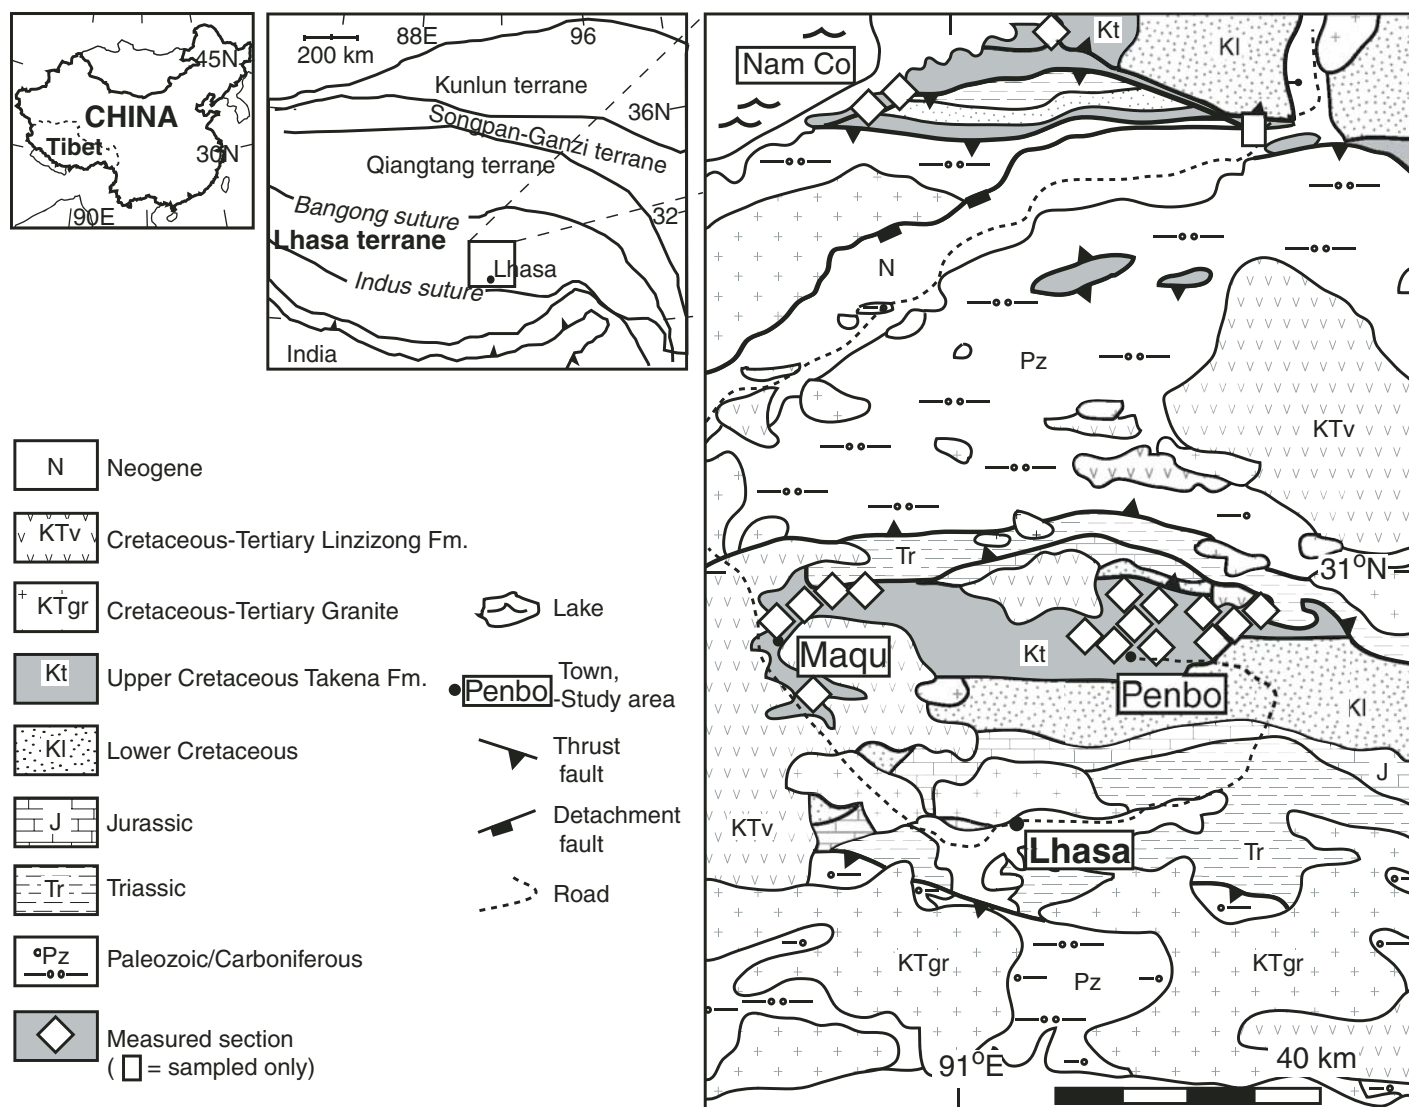 45N
CHINA
Tibet
30N
90E
88E
96
200 km
Kunlun terrane
36N
Songpan-Ganzi terrane
Qiangtang terrane
Bangong suture
32
Lhasa terrane
Lhasa
Indus suture
India
N
Neogene
KTv
Cretaceous-Tertiary Linzizong Fm.
KTgr
Cretaceous-Tertiary Granite
Kt
Upper Cretaceous Takena Fm.
Kl
Lower Cretaceous
J
Jurassic
Tr
Triassic
Pz
Paleozoic/Carboniferous
Measured section
( = sampled only)
Lake
Penbo
Town,
-Study area
Thrust
fault
Detachment
fault
Road
Nam Co
Kt
Kl
N
Pz
KTv
Tr
31oN
Maqu
Kt
Penbo
Kl
J
KTv
Lhasa
Tr
KTgr
Pz
KTgr
91oE
40 km